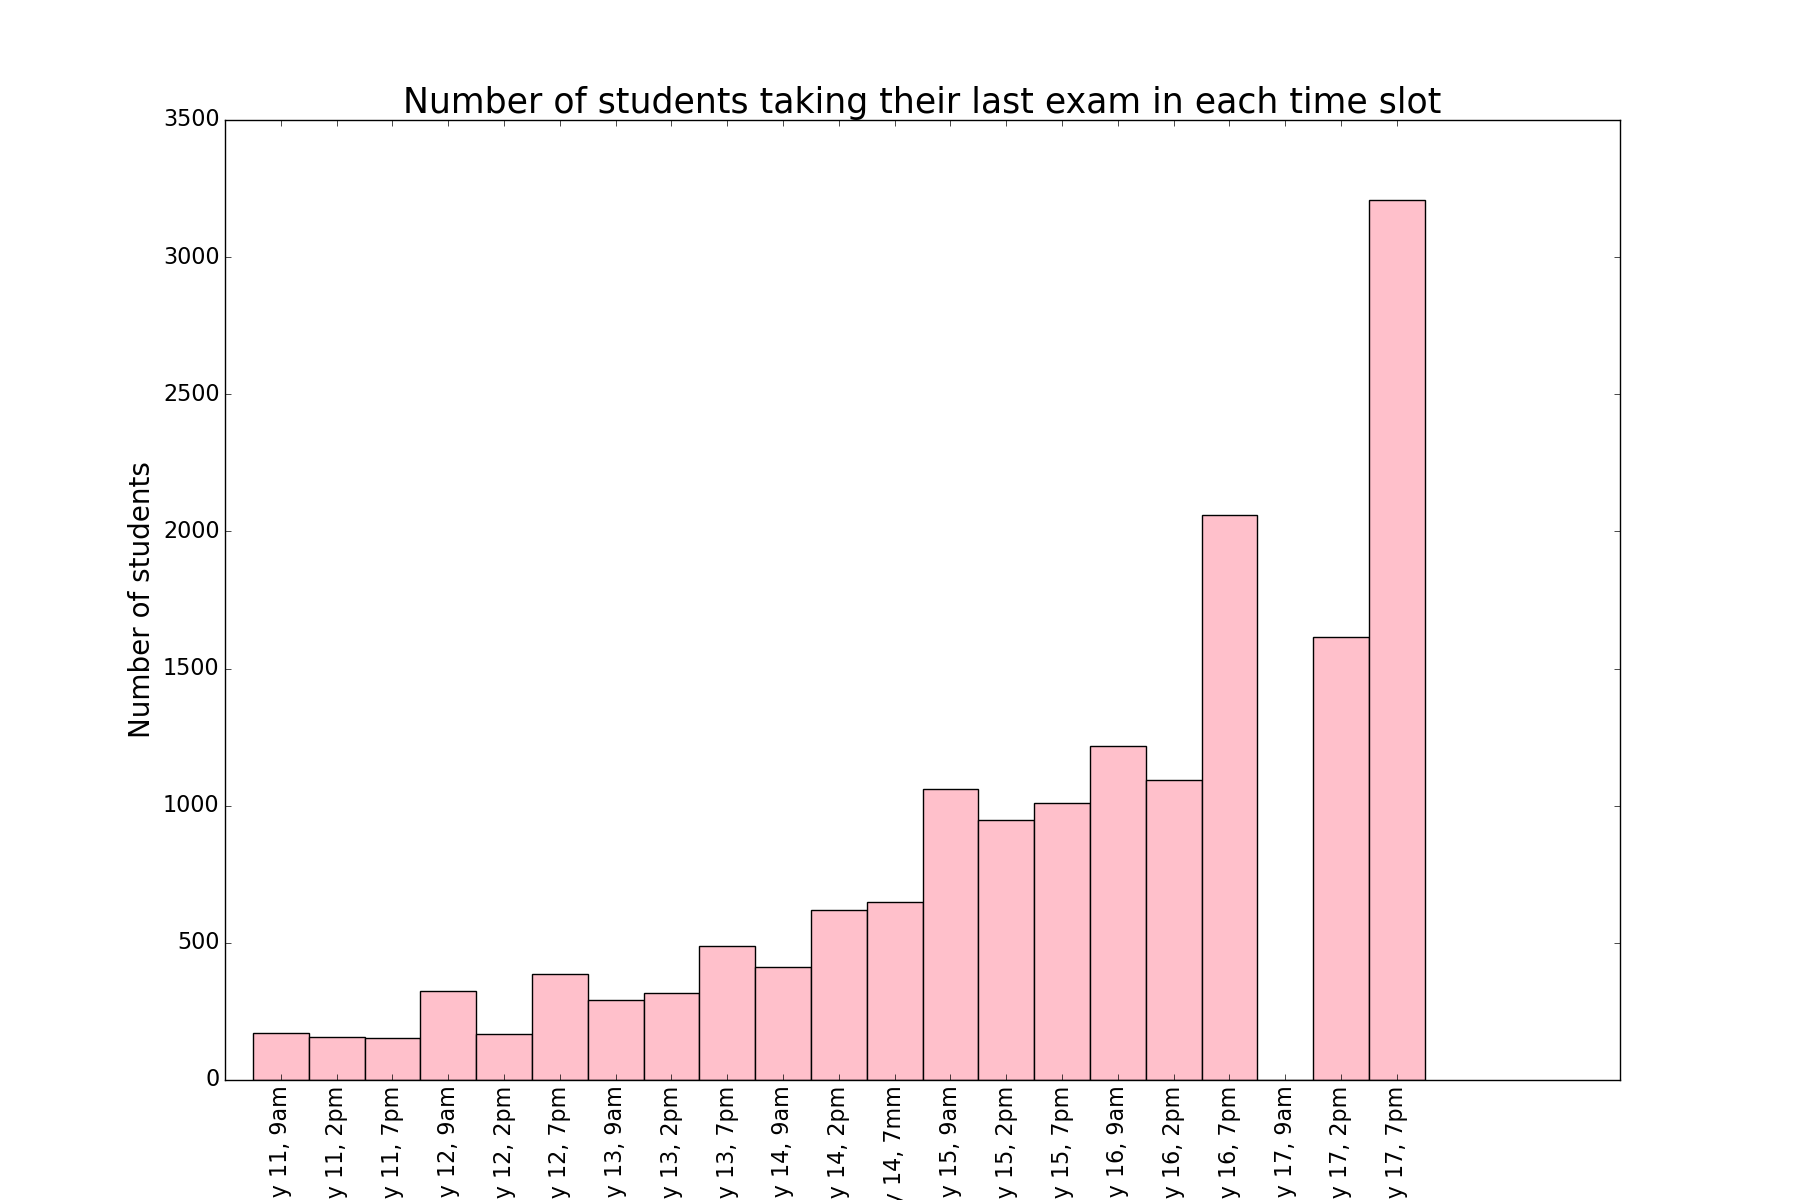 Number of students taking their last exam in each time slot
3500
3000
2500
2000
1500
1000
500
0
Number of students
y 11, 9am
y 11, 2pm
y 11, 7pm
y 12, 9am
y 12, 2pm
y 12, 7pm
y 13, 9am
y 13, 2pm
y 13, 7pm
y 14, 9am
y 14, 2pm
y 14, 7mm
y 15, 9am
y 15, 2pm
y 15, 7pm
y 16, 9am
y 16, 2pm
y 16, 7pm
y 17, 9am
y 17, 2pm
y 17, 7pm